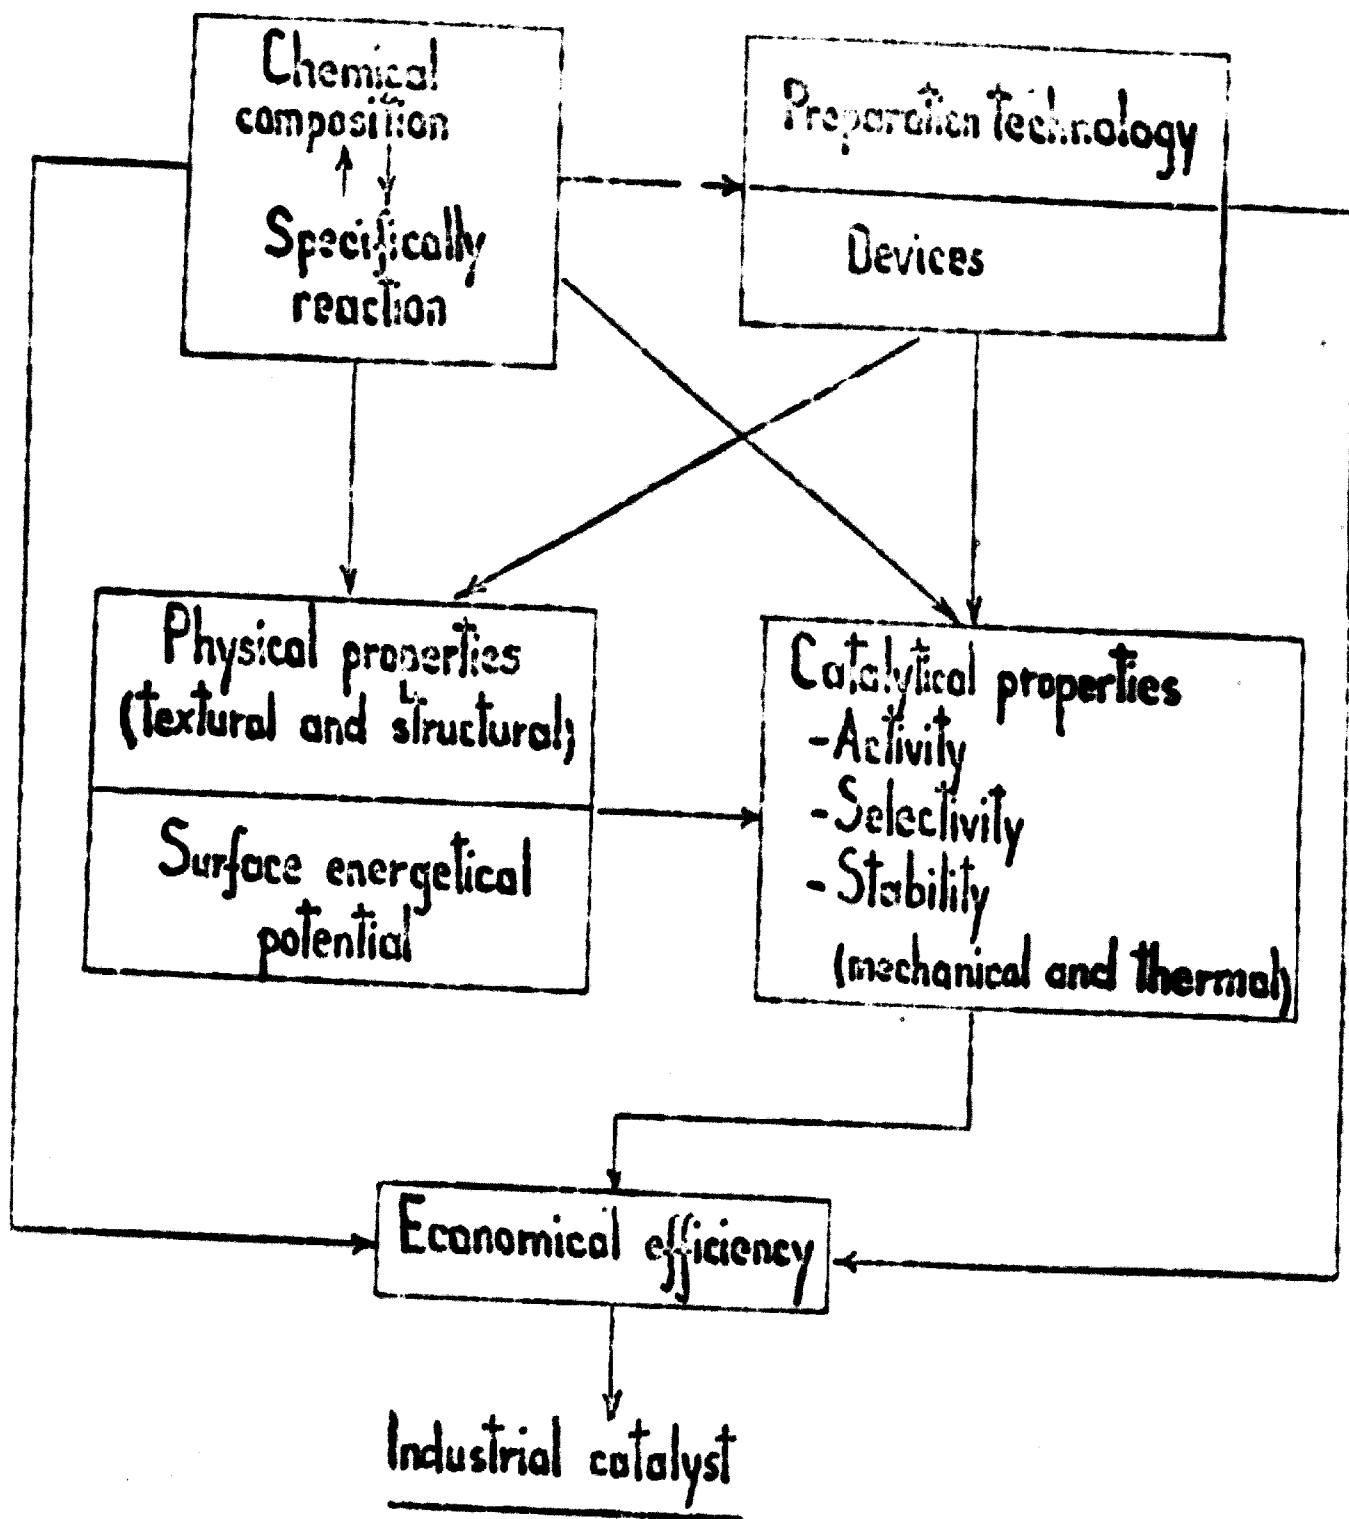 Chemical
composition
Specifically
reaction
Preparation technology
Devices
Physical properties
(textural and structural)
Surface energetical
potential
Catalytical properties
- Activity
- Selectivity
- Stability
(mechanical and thermal)
Economical efficiency
Industrial catalyst